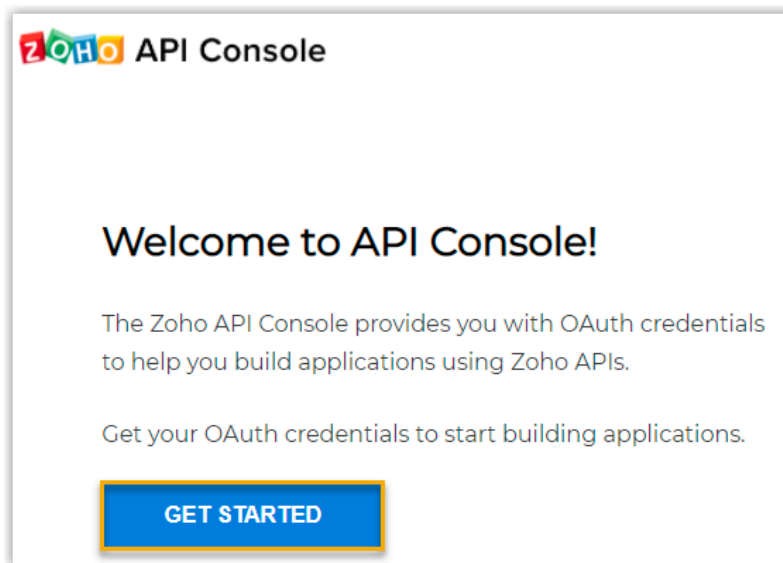 ZOHO API Console
Welcome to API Console!
The Zoho API Console provides you with OAuth credentials
to help you build applications using Zoho APIs.
Get your OAuth credentials to start building applications.
GET STARTED